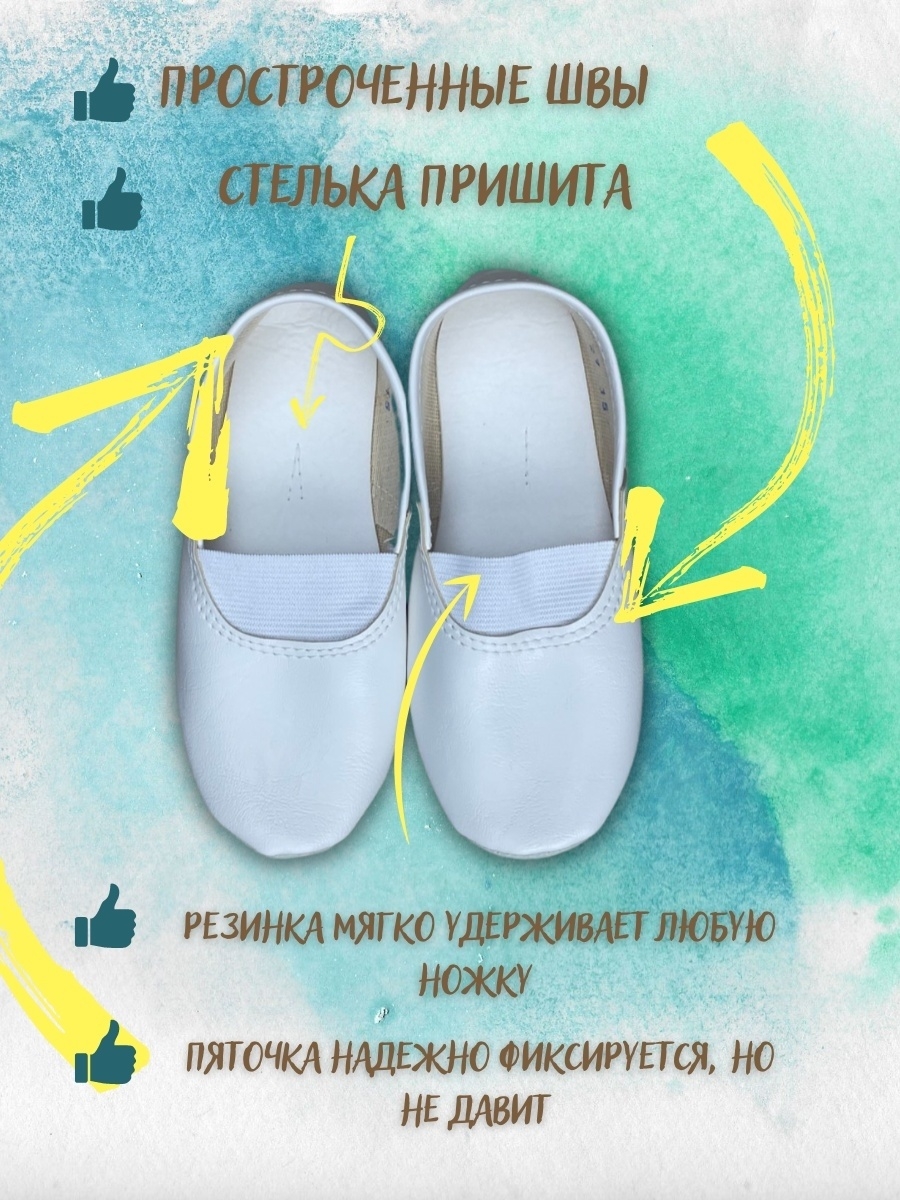 ПРОСТРОЧЕННЫЕ ШВЫ
СТЕЛЬКА ПРИШИТА
РЕЗИНКА МЯГКО УДЕРЖИВАЕТ ЛЮБУЮ
НОЖКУ
ПЯТОЧКА НАДЕЖНО ФИКСИРУЕТСЯ, НО
НЕ ДАВИТ